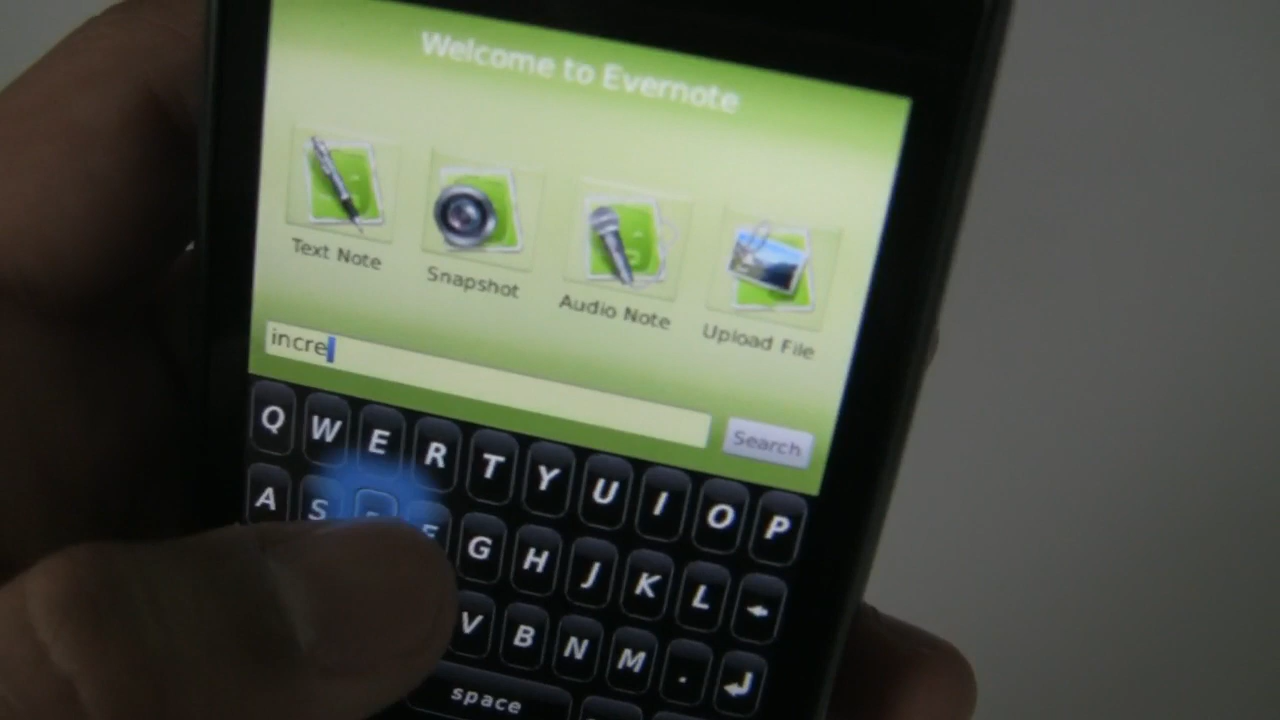 Welcome to Evernote
Text Note
Snapshot
Audio Note
Upload File
incre
Search
Q W E R T Y U I O P
A S F G H J K L
V B N M .
space